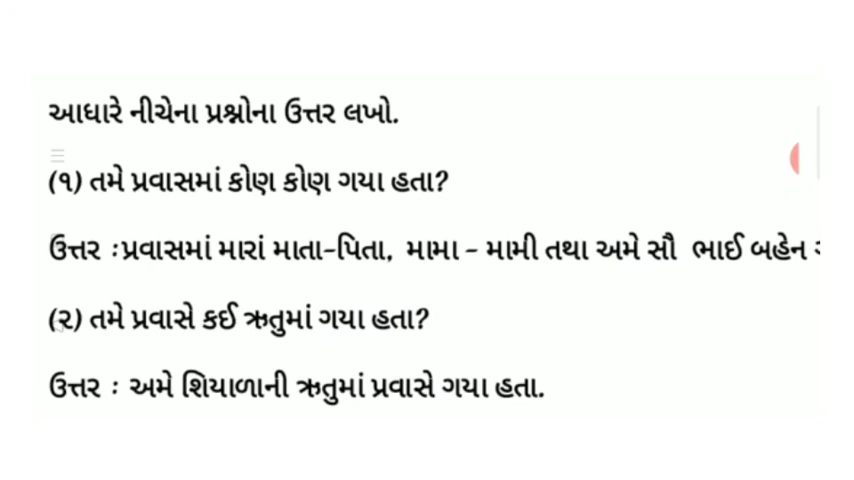 આધારે નીચેના પ્રશ્નોના ઉત્તર લખો.
(૧) તમે પ્રવાસમાં કોણ કોણ ગયા હતા?
ઉત્તર :પ્રવાસમાં મારાં માતા-પિતા, મામા - મામી તથા અમે સૌ ભાઈ બહેન
(૨) તમે પ્રવાસે કઈ ઋતુમાં ગયા હતા?
ઉત્તર : અમે શિયાળાની ઋતુમાં પ્રવાસે ગયા હતા.